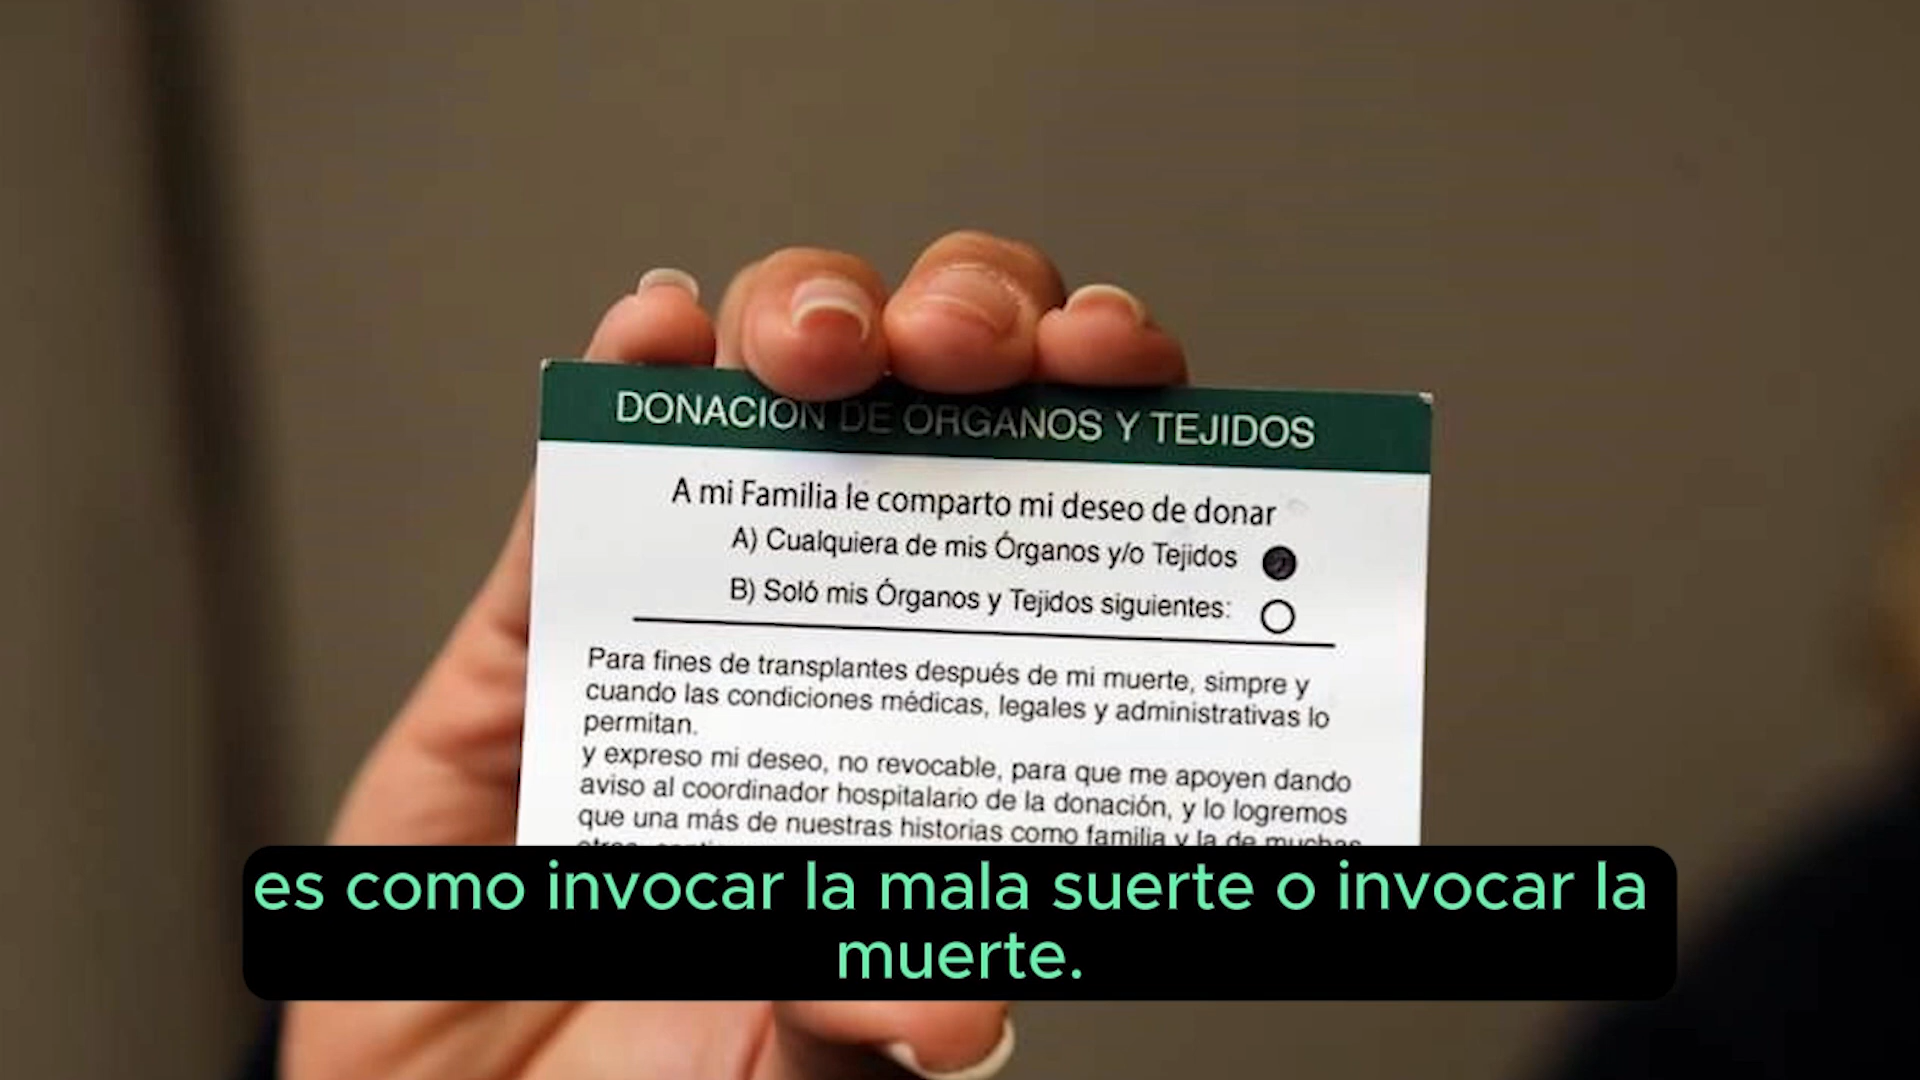 DONACIÓN DE ÓRGANOS Y TEJIDOS
A mi Familia le comparto mi deseo de donar
A) Cualquiera de mis Órganos y/o Tejidos
B) Soló mis Órganos y Tejidos siguientes:
Para fines de transplantes después de mi muerte, simpre y
cuando las condiciones médicas, legales y administrativas lo
permitan.
y expreso mi deseo, no revocable, para que me apoyen dando
aviso al coordinador hospitalario de la donación, y lo logremos
que una más de nuestras historias como familia y la de muchas
es como invocar la mala suerte o invocar la
muerte.